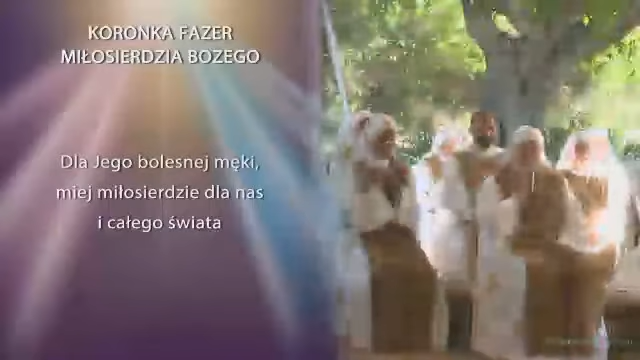 KORONKA FAZER
MIŁOSIERDZIA BOZEGO
Dla Jego bolesnej męki,
miej miłosierdzie dla nas
i całego świata